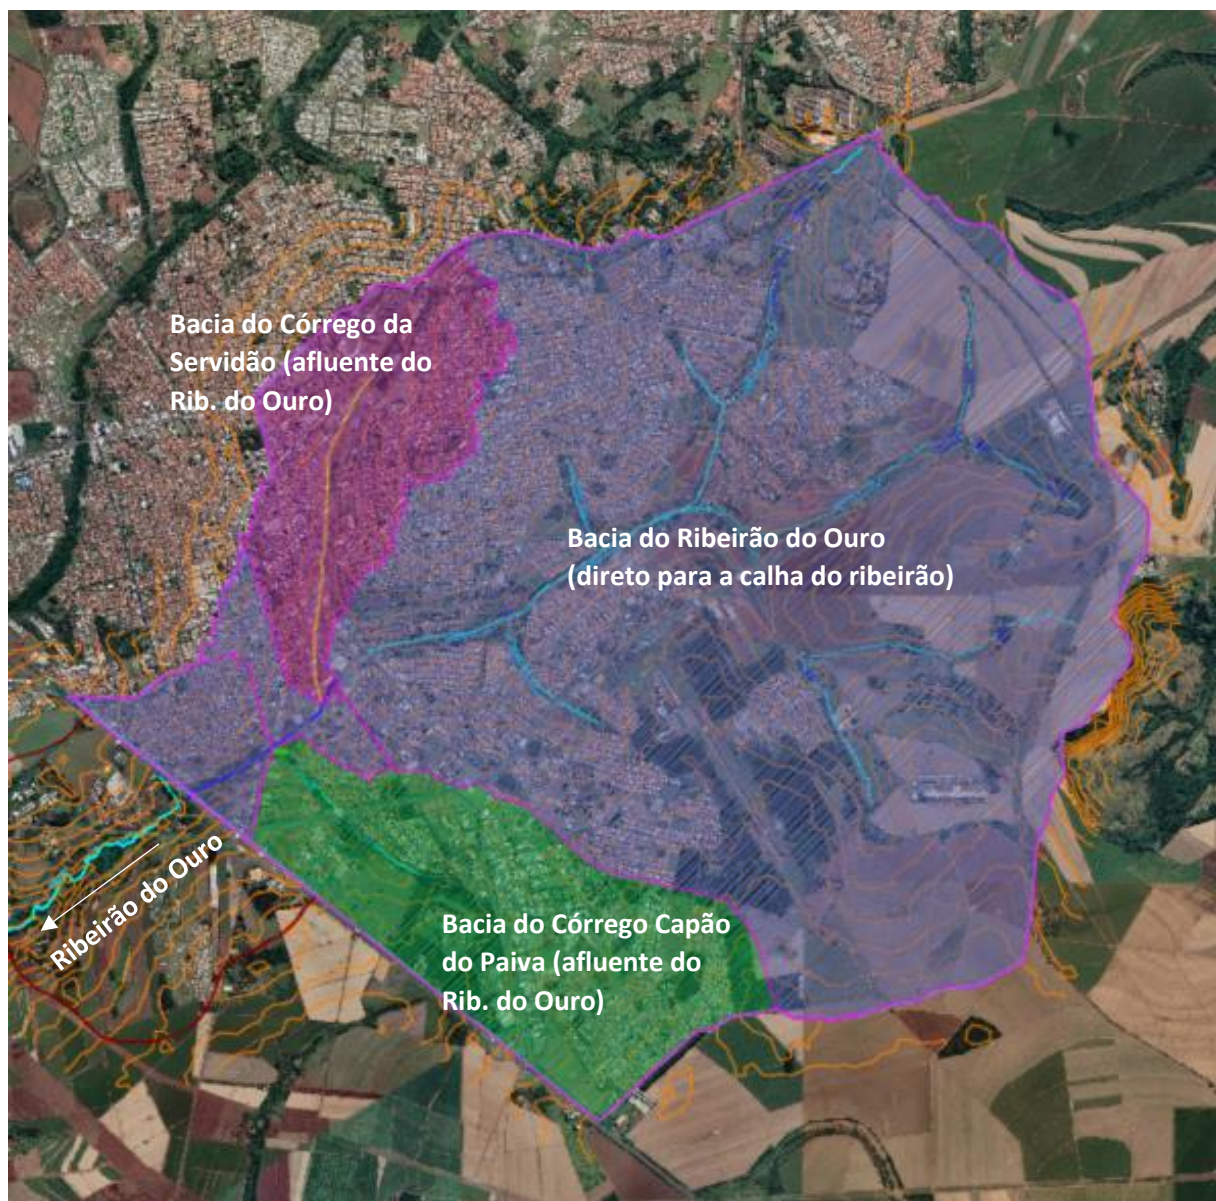 Bacia do Córrego da
Servidão (afluente do
Rib. do Ouro)
Bacia do Ribeirão do Ouro
(direto para a calha do ribeirão)
Ribeirão do Ouro
Bacia do Córrego Capão
do Paiva (afluente do
Rib. do Ouro)